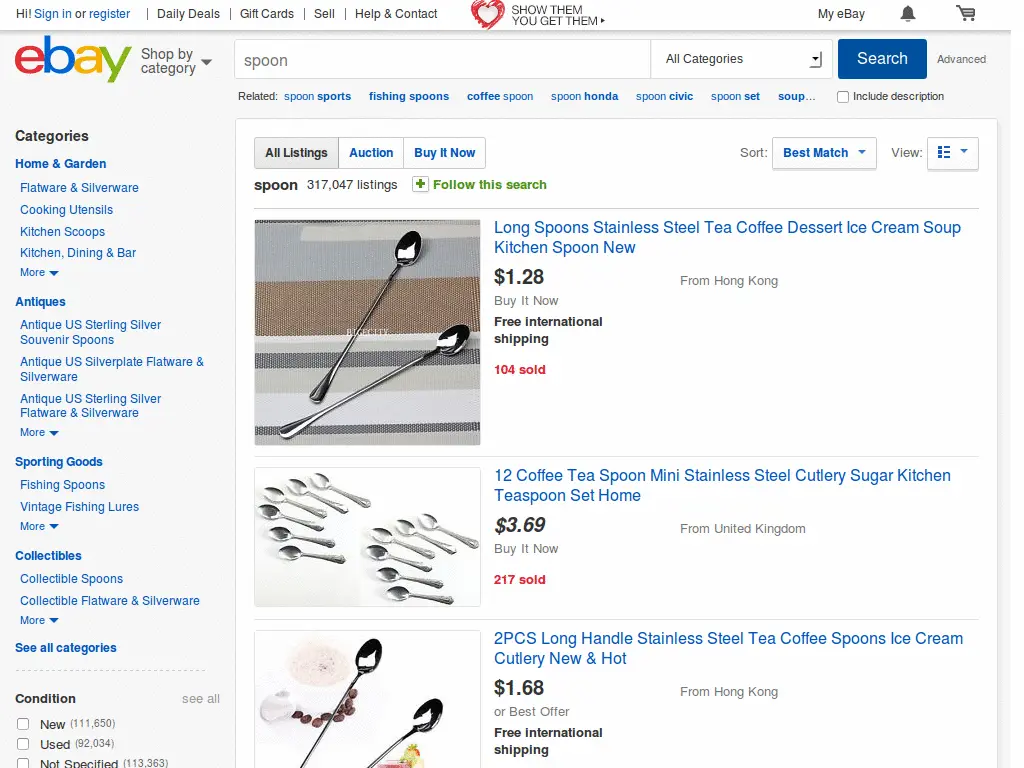 Hi! Sign in or register
Daily Deals
Gift Cards
Sell
Help & Contact
SHOW THEM
YOU GET THEM
My eBay
ebay
Shop by
category
spoon
All Categories
Search
Advanced
Related: spoon sports fishing spoons coffee spoon spoon honda spoon civic spoon set soup...
Include description
Categories
Home & Garden
Flatware & Silverware
Cooking Utensils
Kitchen Scoops
Kitchen, Dining & Bar
More
Antiques
Antique US Sterling Silver
Souvenir Spoons
Antique US Silverplate Flatware &
Silverware
Antique US Sterling Silver
Flatware & Silverware
More
Sporting Goods
Fishing Spoons
Vintage Fishing Lures
More
Collectibles
Collectible Spoons
Collectible Flatware & Silverware
More
See all categories
Condition see all
New (111,650)
Used (92,034)
Not Specified (113,363)
All Listings Auction Buy It Now
Sort: Best Match
View:
spoon 317,047 listings Follow this search
BIGECITY
Long Spoons Stainless Steel Tea Coffee Dessert Ice Cream Soup
Kitchen Spoon New
$1.28 From Hong Kong
Buy It Now
Free international
shipping
104 sold
12 Coffee Tea Spoon Mini Stainless Steel Cutlery Sugar Kitchen
Teaspoon Set Home
$3.69 From United Kingdom
Buy It Now
217 sold
2PCS Long Handle Stainless Steel Tea Coffee Spoons Ice Cream
Cutlery New & Hot
$1.68 From Hong Kong
or Best Offer
Free international
shipping